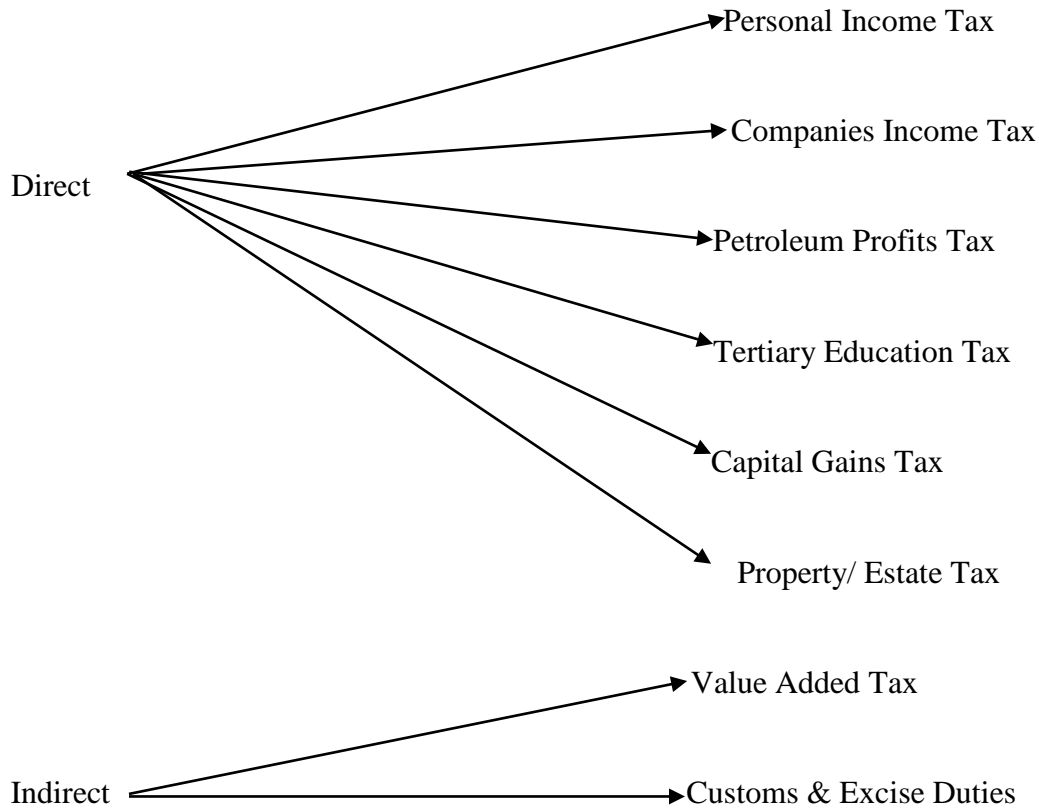 Personal Income Tax
Companies Income Tax
Direct
Petroleum Profits Tax
Tertiary Education Tax
Capital Gains Tax
Property/ Estate Tax
Value Added Tax
Indirect
Customs & Excise Duties